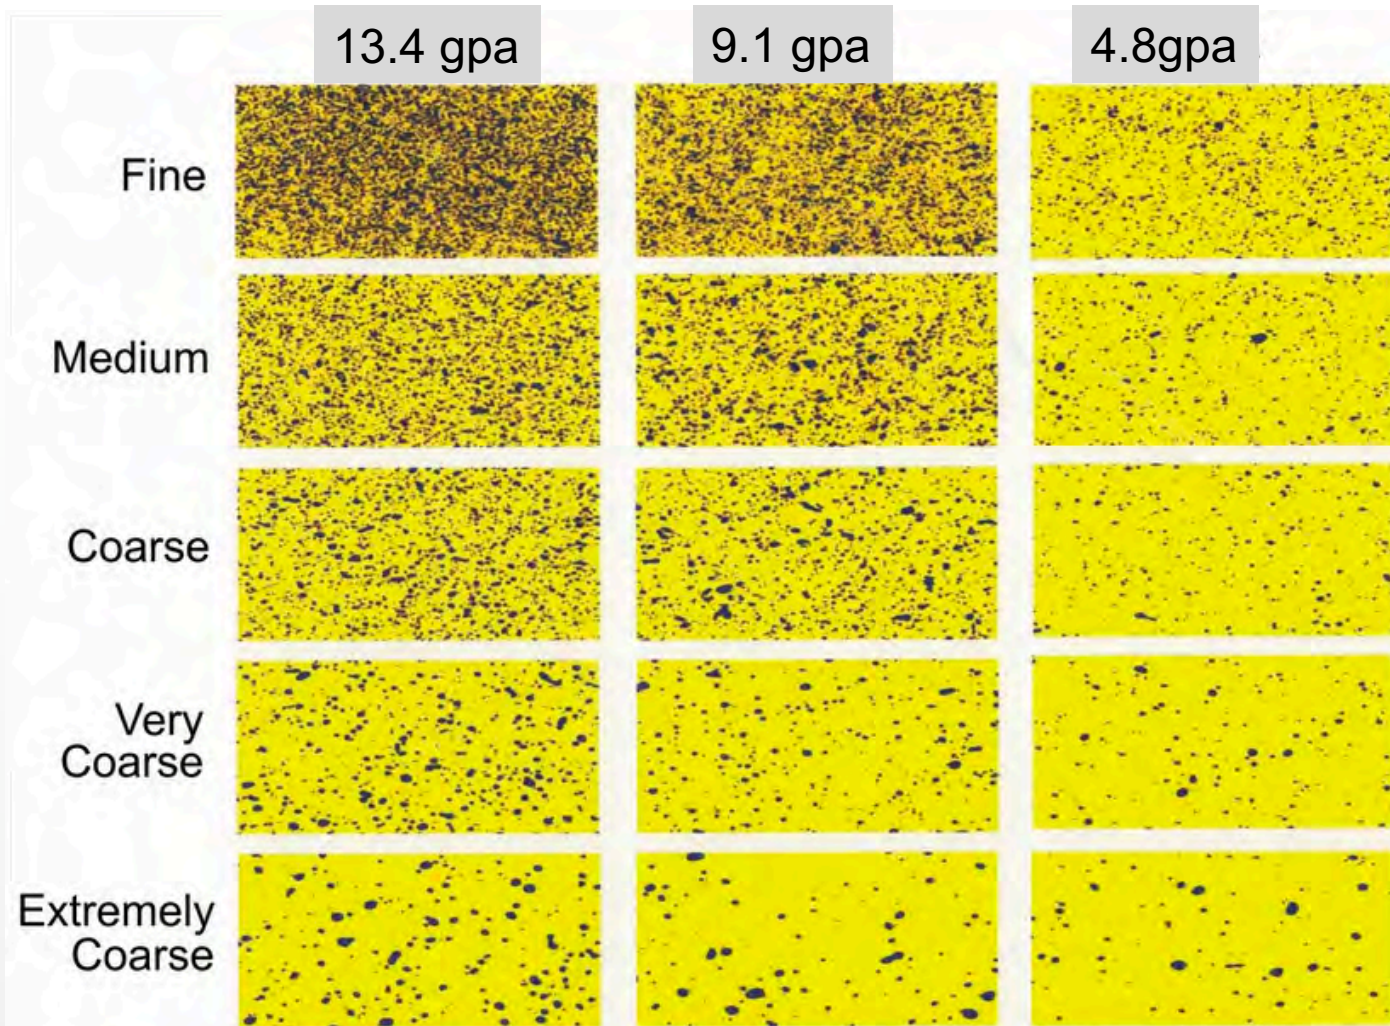 13.4 gpa
9.1 gpa
4.8gpa
Fine
Medium
Coarse
Very
Coarse
Extremely
Coarse